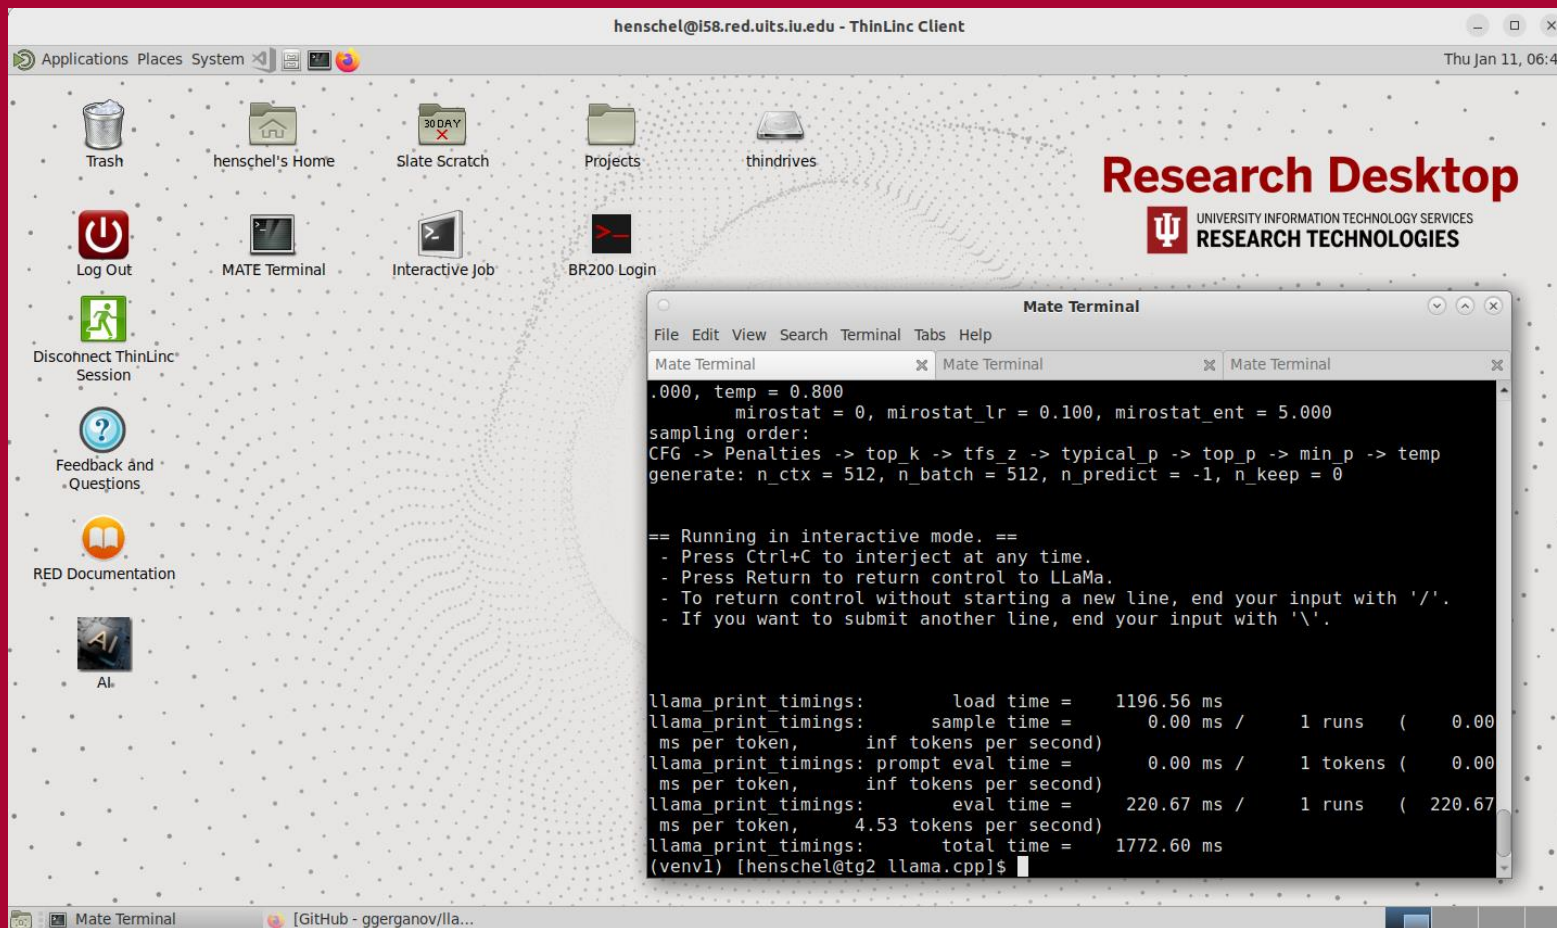 henschel@i58.red.uits.iu.edu - ThinLinc Client
Applications Places System
Thu Jan 11, 06:4
30 DAY
Trash
henschel's Home
Slate Scratch
Projects
thindrives
Research Desktop
UNIVERSITY INFORMATION TECHNOLOGY SERVICES
RESEARCH TECHNOLOGIES
Log Out
MATE Terminal
Interactive Job
BR200 Login
Disconnect ThinLinc
Session
Feedback and
Questions
RED Documentation
AI
AI
Mate Terminal
File Edit View Search Terminal Tabs Help
Mate Terminal
Mate Terminal
Mate Terminal
.000, temp = 0.800
mirostat = 0, mirostat_lr = 0.100, mirostat_ent = 5.000
sampling order:
CFG -> Penalties -> top_k -> tfs_z -> typical_p -> top_p -> min_p -> temp
generate: n_ctx = 512, n_batch = 512, n_predict = -1, n_keep = 0
== Running in interactive mode. ==
- Press Ctrl+C to interject at any time.
- Press Return to return control to LLaMa.
- To return control without starting a new line, end your input with '/'.
- If you want to submit another line, end your input with '\'.
llama_print_timings: load time = 1196.56 ms
llama_print_timings: sample time = 0.00 ms / 1 runs ( 0.00
ms per token, inf tokens per second)
llama_print_timings: prompt eval time = 0.00 ms / 1 tokens ( 0.00
ms per token, inf tokens per second)
llama_print_timings: eval time = 220.67 ms / 1 runs ( 220.67
ms per token, 4.53 tokens per second)
llama_print_timings: total time = 1772.60 ms
(venv1) [henschel@tg2 llama.cpp]$
Mate Terminal
[GitHub - ggerganov/lla...